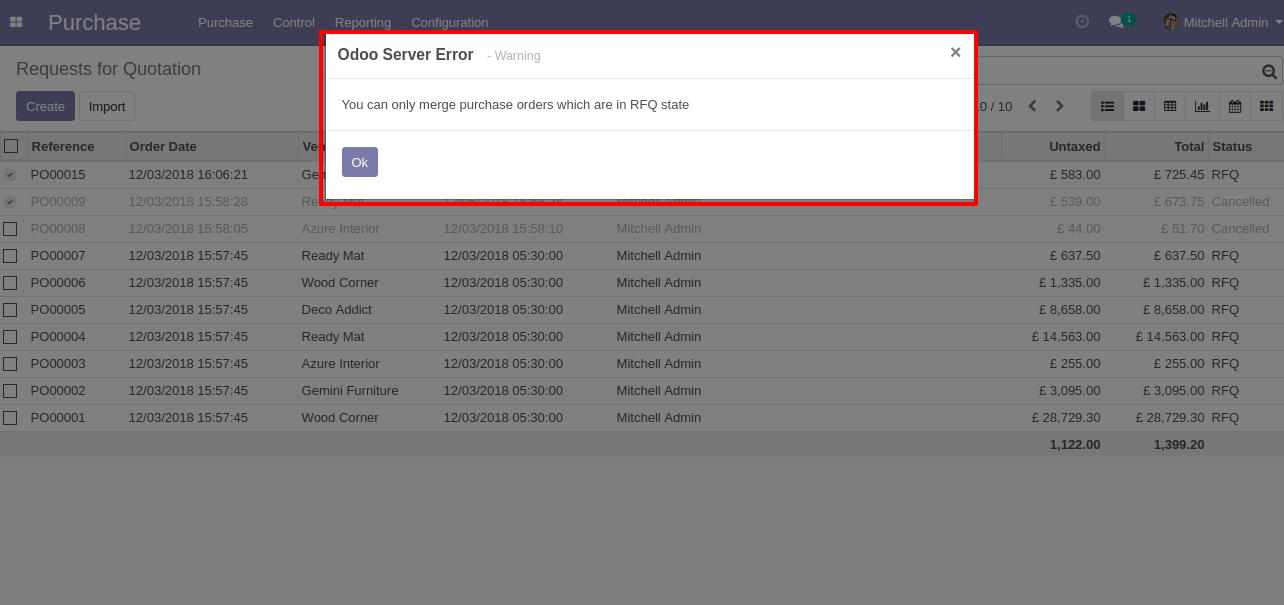 Purchase Purchase Control Reporting Configuration 1 Mitchell Admin
Odoo Server Error - Warning ×
Requests for Quotation
You can only merge purchase orders which are in RFQ state
Create Import / 10
Ok
Reference Order Date Untaxed Total Status
PO00015 12/03/2018 16:06:21 £ 583.00 £ 725.45 RFQ
PO00009 12/03/2018 15:58:28 Ready Mat 12/03/2018 15:58:28 Mitchell Admin £ 539.00 £ 673.75 Cancelled
PO00008 12/03/2018 15:58:05 Azure Interior 12/03/2018 15:58:10 Mitchell Admin £ 44.00 £ 51.70 Cancelled
PO00007 12/03/2018 15:57:45 Ready Mat 12/03/2018 05:30:00 Mitchell Admin £ 637.50 £ 637.50 RFQ
PO00006 12/03/2018 15:57:45 Wood Corner 12/03/2018 05:30:00 Mitchell Admin £ 1,335.00 £ 1,335.00 RFQ
PO00005 12/03/2018 15:57:45 Deco Addict 12/03/2018 05:30:00 Mitchell Admin £ 8,658.00 £ 8,658.00 RFQ
PO00004 12/03/2018 15:57:45 Ready Mat 12/03/2018 05:30:00 Mitchell Admin £ 14,563.00 £ 14,563.00 RFQ
PO00003 12/03/2018 15:57:45 Azure Interior 12/03/2018 05:30:00 Mitchell Admin £ 255.00 £ 255.00 RFQ
PO00002 12/03/2018 15:57:45 Gemini Furniture 12/03/2018 05:30:00 Mitchell Admin £ 3,095.00 £ 3,095.00 RFQ
PO00001 12/03/2018 15:57:45 Wood Corner 12/03/2018 05:30:00 Mitchell Admin £ 28,729.30 £ 28,729.30 RFQ
1,122.00 1,399.20